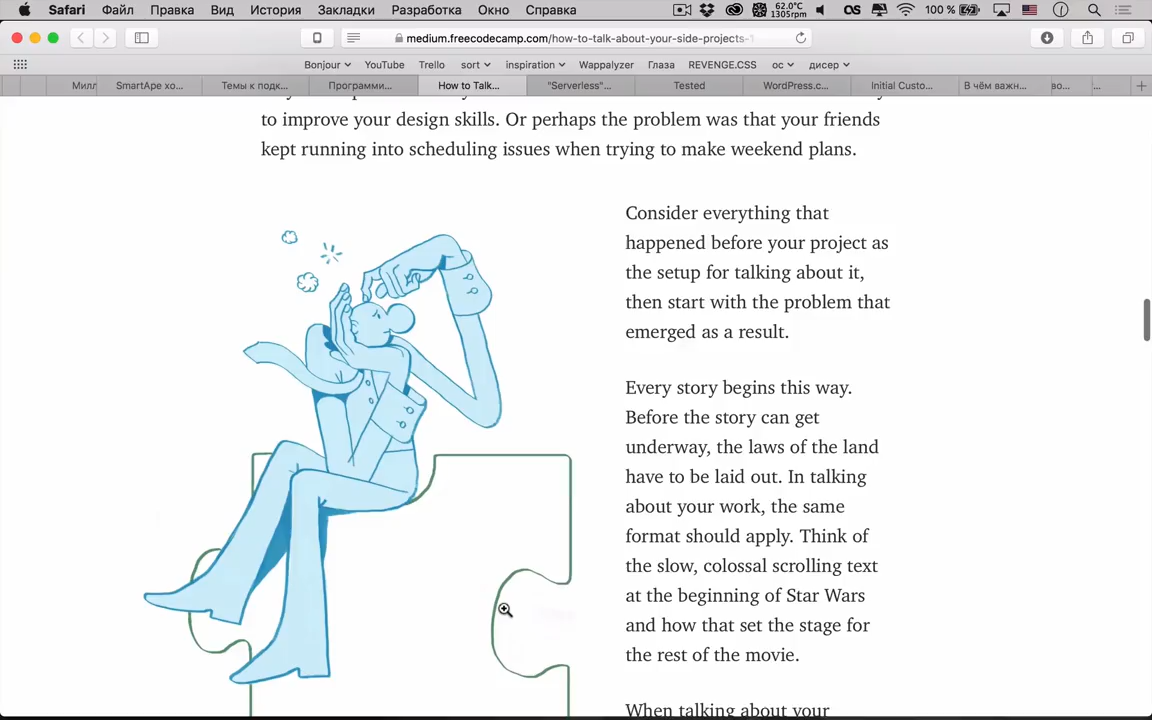 Safari Файл Правка Вид История Закладки Разработка Окно Справка 62.0°C 1305rpm 100 %
medium.freecodecamp.com/how-to-talk-about-your-side-projects-
Bonjour YouTube Trello sort inspiration Wappalyzer Глаза REVENGE.CSS ос дисер
Милл SmartApe хо... Темы к подк... Программи... How to Talk... "Serverless"... Tested WordPress.c... Initial Custo... В чём важн... во... ...
to improve your design skills. Or perhaps the problem was that your friends
kept running into scheduling issues when trying to make weekend plans.
Consider everything that
happened before your project as
the setup for talking about it,
then start with the problem that
emerged as a result.
Every story begins this way.
Before the story can get
underway, the laws of the land
have to be laid out. In talking
about your work, the same
format should apply. Think of
the slow, colossal scrolling text
at the beginning of Star Wars
and how that set the stage for
the rest of the movie.
When talking about your